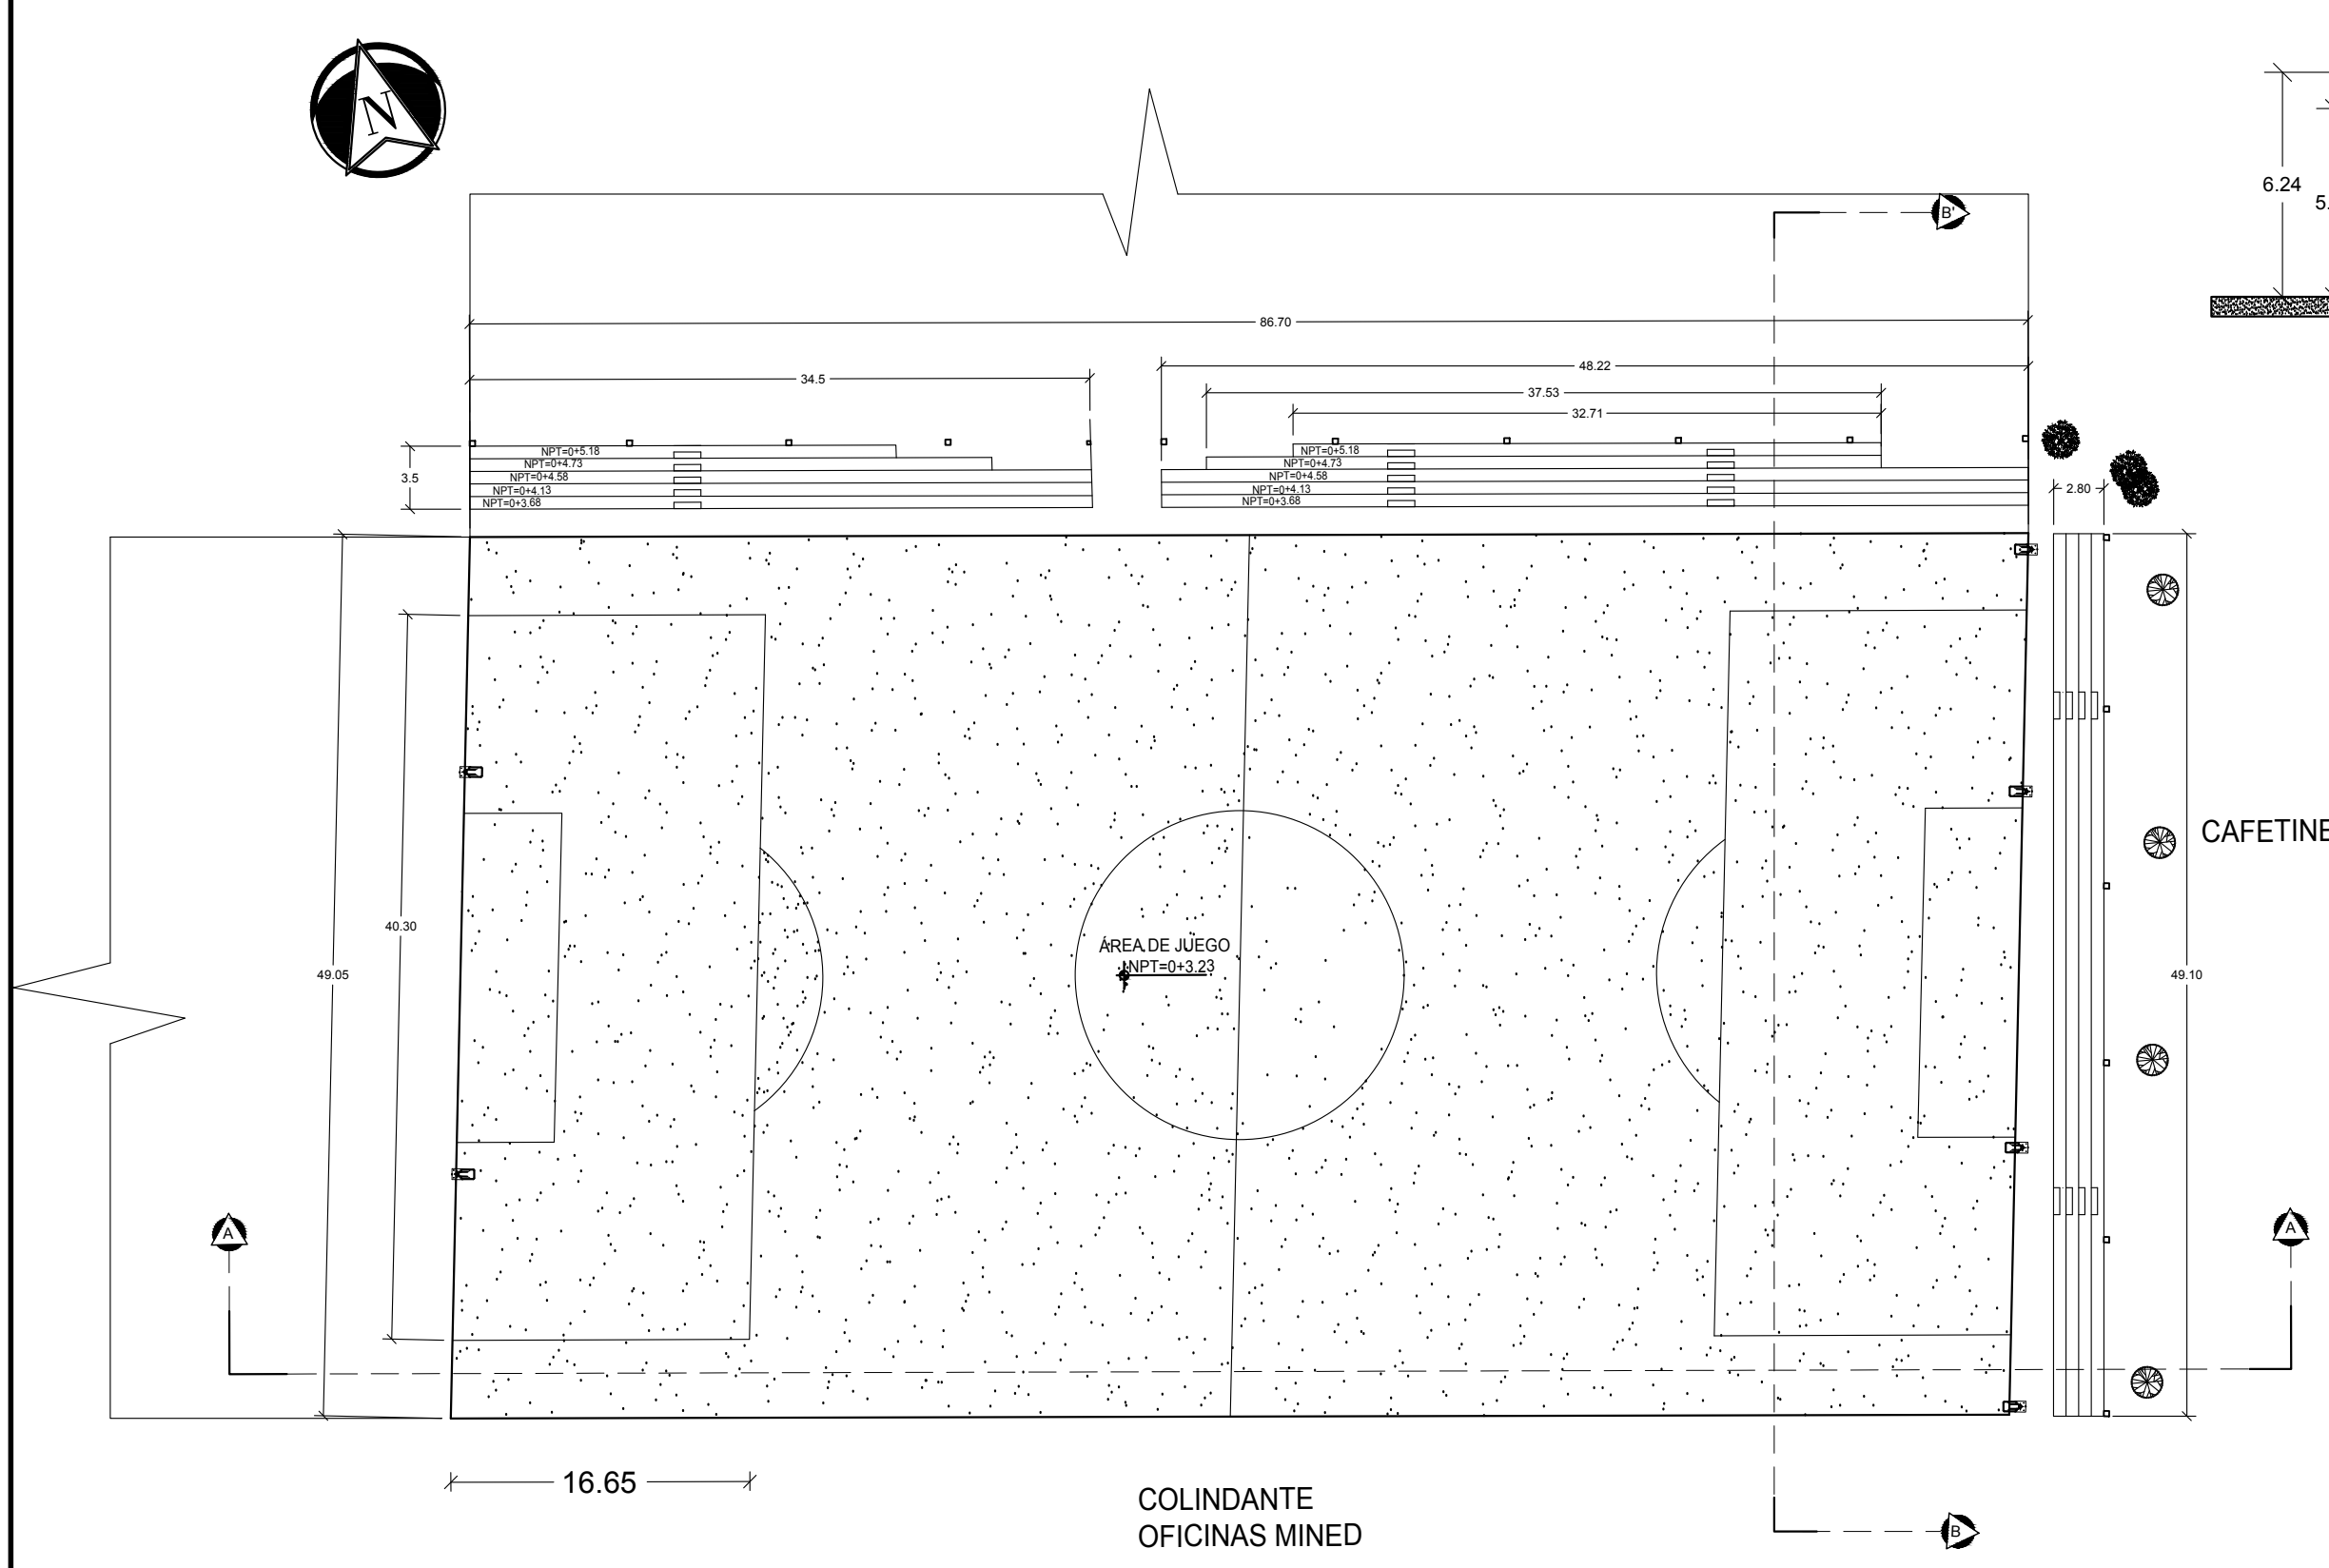 N
B'
6.24
5.
86.70
34.5
48.22
37.53
32.71
3.5
NPT=0+5.18
NPT=0+4.73
NPT=0+4.58
NPT=0+4.13
NPT=0+3.68
NPT=0+5.18
NPT=0+4.73
NPT=0+4.58
NPT=0+4.13
NPT=0+3.68
2.80
CAFETINE
40.30
49.05
ÁREA DE JUEGO
NPT=0+3.23
49.10
A
A
16.65
COLINDANTE
OFICINAS MINED
B